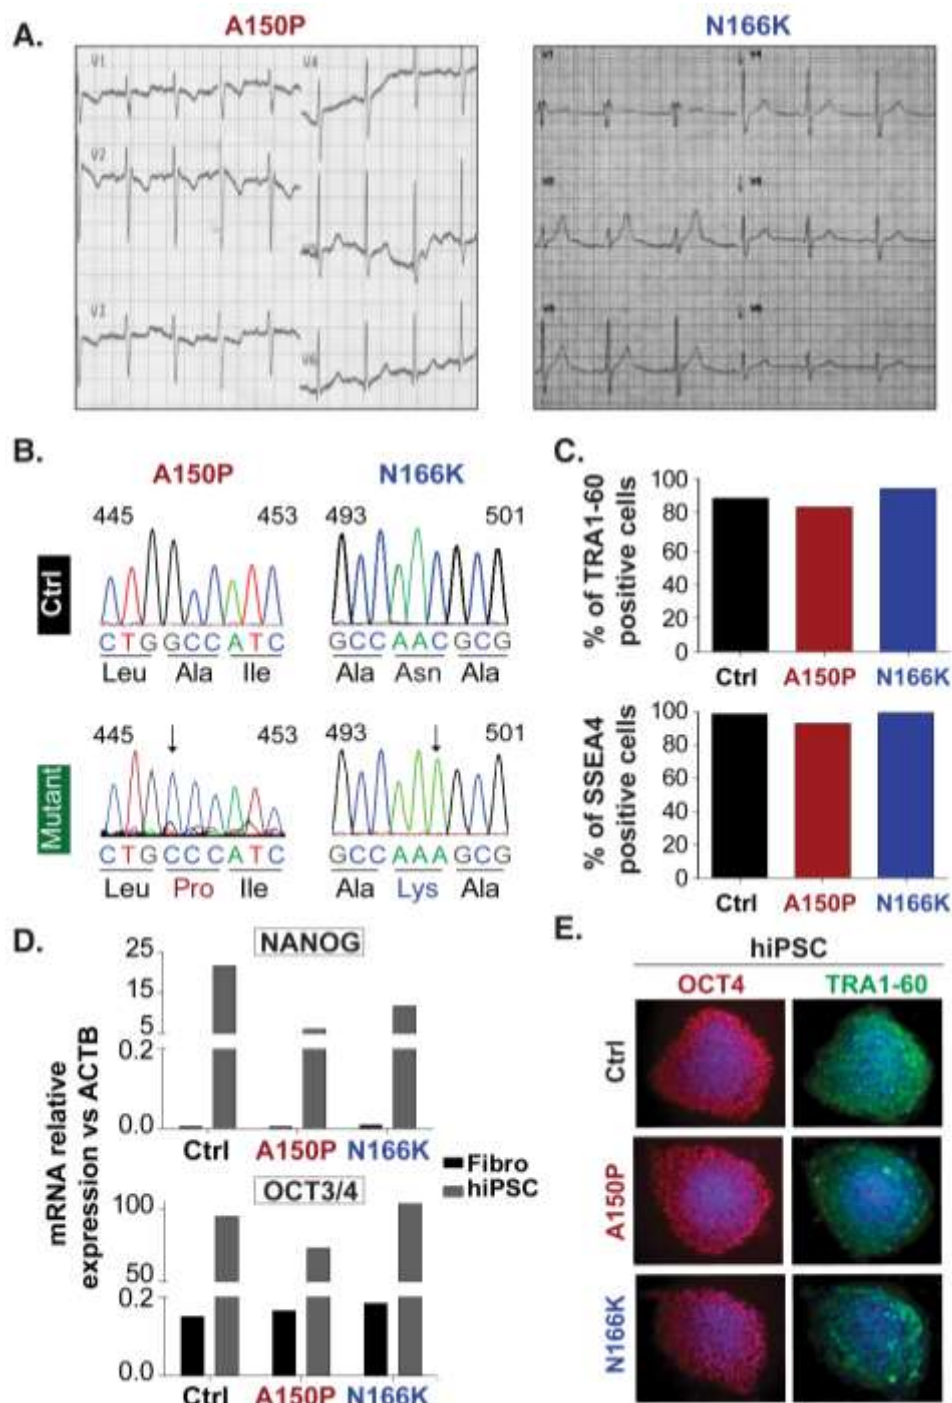 A.
A150P
N166K
V1
V4
V2
V6
V1
V4
B.
A150P
N166K
445
453
493
501
Ctrl
C T G G C C A T C
Leu Ala Ile
G C C A A C G C G
Ala Asn Ala
445
453
493
501
Mutant
C T G C C C A T C
Leu Pro Ile
G C C A A A G C G
Ala Lys Ala
C.
% of TRA1-60
positive cells
100
80
60
40
20
0
Ctrl A150P N166K
% of SSEA4
positive cells
100
80
60
40
20
0
Ctrl A150P N166K
D.
mRNA relative
expression vs ACTB
NANOG
25
15
5
0.2
0.0
Ctrl A150P N166K
Fibro
hiPSC
OCT3/4
100
50
0.2
0.0
Ctrl A150P N166K
E.
hiPSC
OCT4 TRA1-60
Ctrl
A150P
N166K